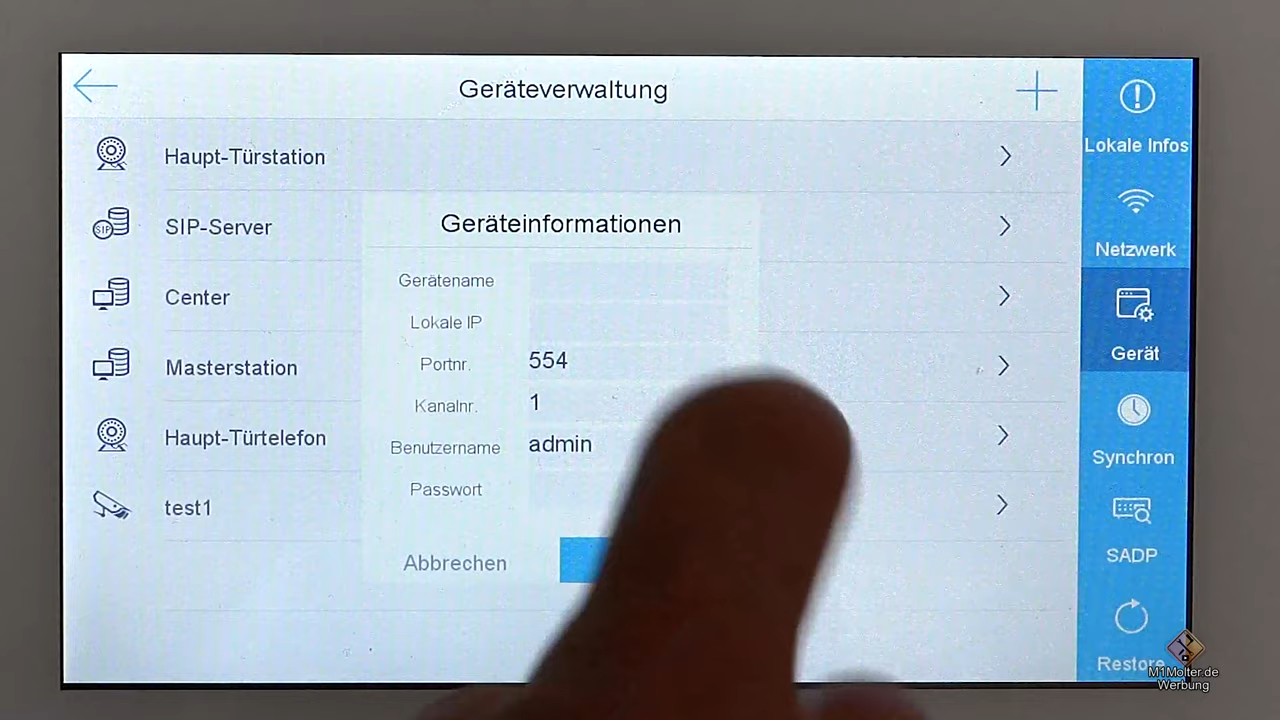 Geräteverwaltung
Haupt-Türstation
SIP-Server
SIP
Center
Masterstation
Haupt-Türtelefon
test1
Geräteinformationen
Gerätename
Lokale IP
Portnr. 554
Kanalnr. 1
Benutzername admin
Passwort
Abbrechen
Lokale Infos
Netzwerk
Gerät
Synchron
SADP
Restore
M1Molter.de
Werbung